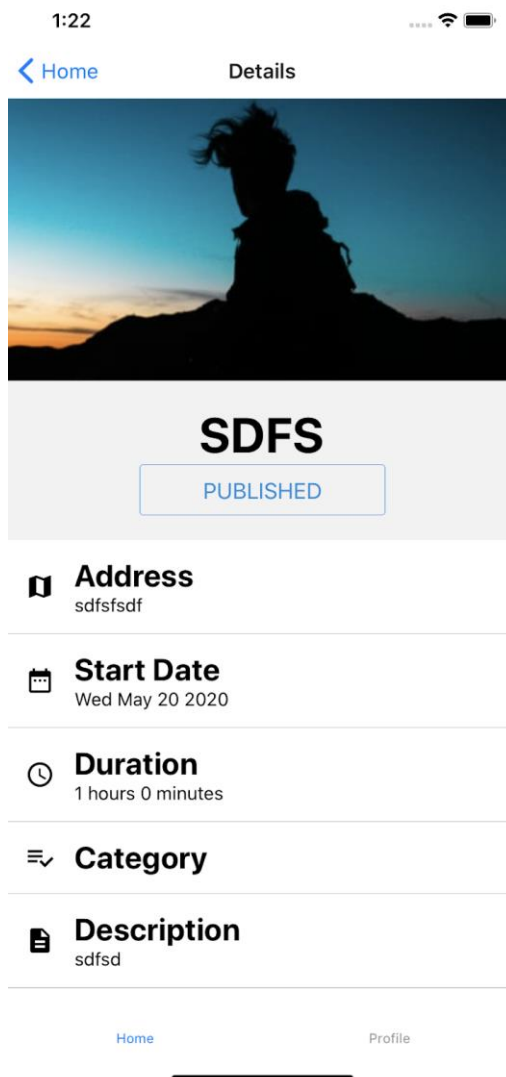 1:22
Home
Details
SDFS
PUBLISHED
Address
sdfsfsdf
Start Date
Wed May 20 2020
Duration
1 hours 0 minutes
Category
Description
sdfsd
Home
Profile